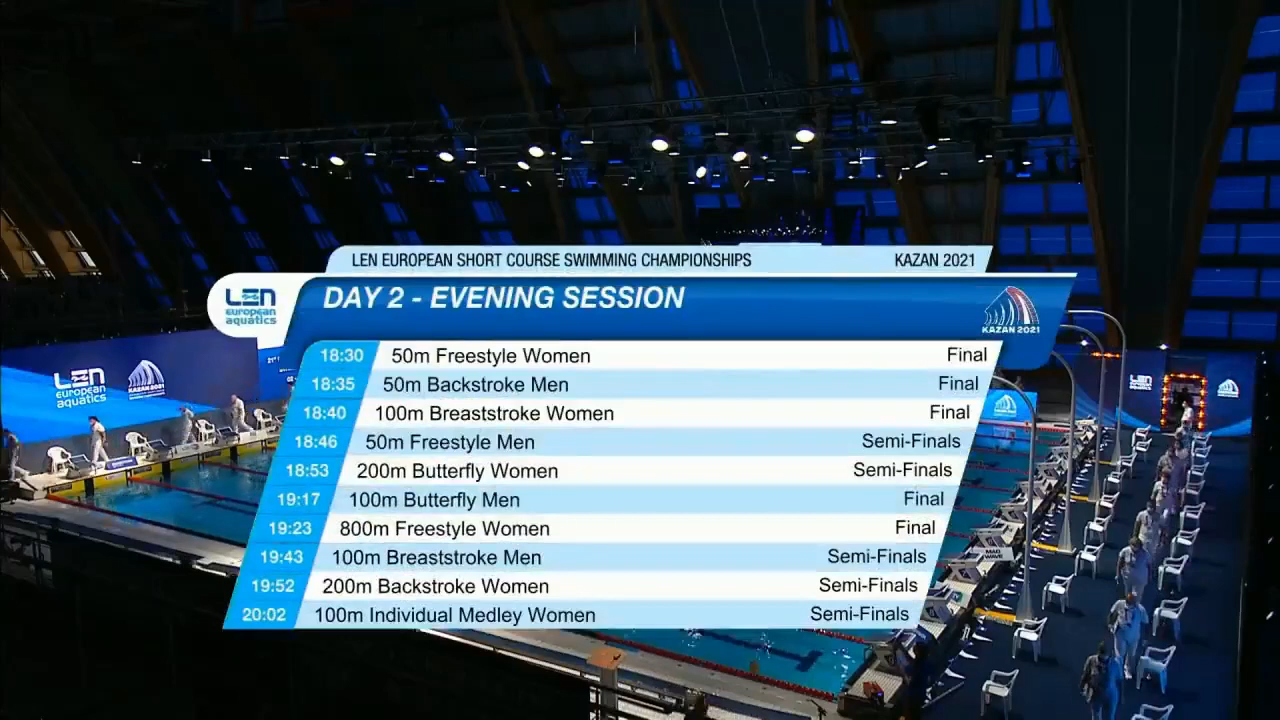 LEN EUROPEAN SHORT COURSE SWIMMING CHAMPIONSHIPS KAZAN 2021
LEN
european
aquatics
DAY 2 - EVENING SESSION
KAZAN 2021
18:30 50m Freestyle Women Final
18:35 50m Backstroke Men Final
18:40 100m Breaststroke Women Final
18:46 50m Freestyle Men Semi-Finals
18:53 200m Butterfly Women Semi-Finals
19:17 100m Butterfly Men Final
19:23 800m Freestyle Women Final
19:43 100m Breaststroke Men Semi-Finals
19:52 200m Backstroke Women Semi-Finals
20:02 100m Individual Medley Women Semi-Finals
LEN
european
aquatics
KAZAN 2021
LEN
MAD
WAVE